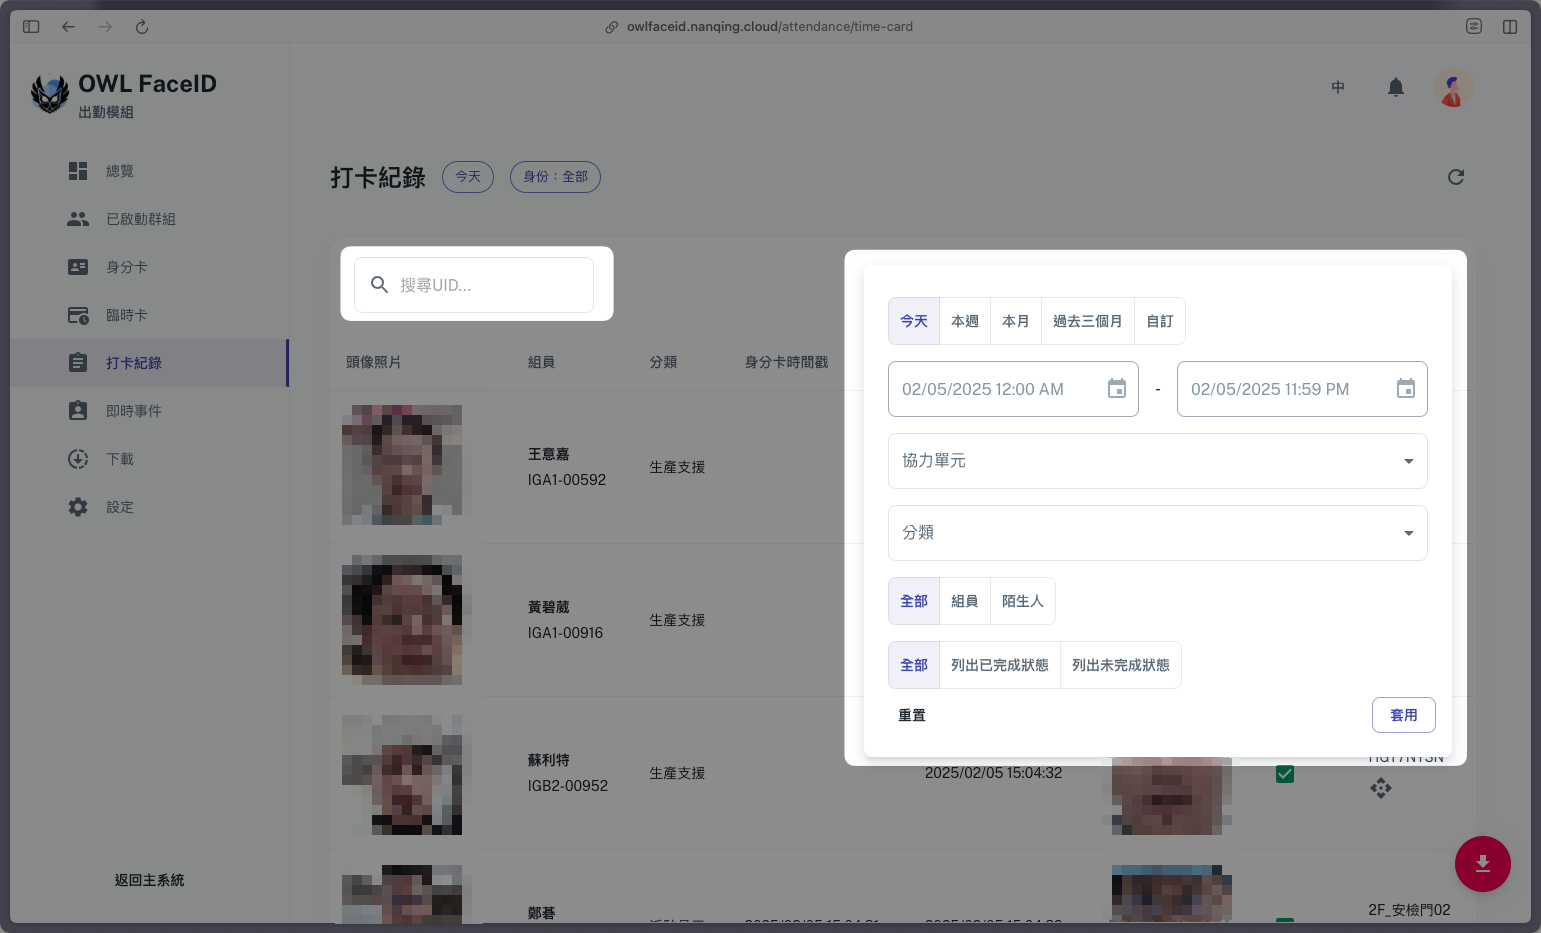 owlfaceid.nanqing.cloud/attendance/time-card
OWL FaceID
出勤模組
中
總覽
已啟動群組
身分卡
臨時卡
打卡紀錄
即時事件
下載
設定
返回主系統
打卡紀錄
今天
身份：全部
搜尋UID...
頭像照片 組員 分類 身分卡時間戳
王意嘉
IGA1-00592
生產支援
黃碧葳
IGA1-00916
生產支援
蘇利特
IGB2-00952
生產支援
2025/02/05 15:04:32
鄭碁
2F_安檢門02
今天 本週 本月 過去三個月 自訂
02/05/2025 12:00 AM - 02/05/2025 11:59 PM
協力單元
分類
全部 組員 陌生人
全部 列出已完成狀態 列出未完成狀態
重置 套用